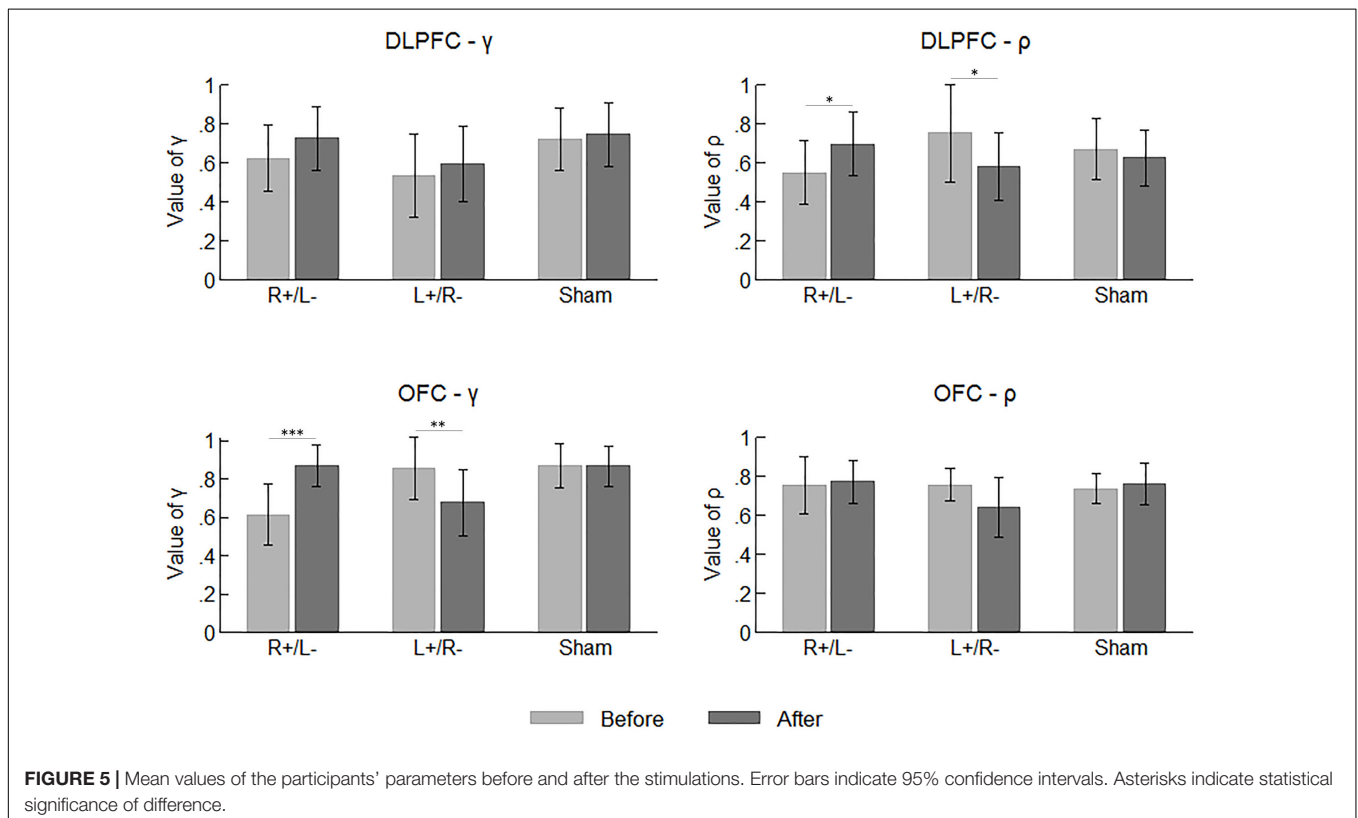 DLPFC - γ
DLPFC - ρ
Value of γ
1
.8
.6
.4
.2
0
R+/L-
L+/R-
Sham
Value of ρ
1
.8
.6
.4
.2
0
*
*
R+/L-
L+/R-
Sham
OFC - γ
OFC - ρ
Value of γ
1
.8
.6
.4
.2
0
***
**
R+/L-
L+/R-
Sham
Value of ρ
1
.8
.6
.4
.2
0
R+/L-
L+/R-
Sham
Before
After
FIGURE 5 | Mean values of the participants’ parameters before and after the stimulations. Error bars indicate 95% confidence intervals. Asterisks indicate statistical
significance of difference.